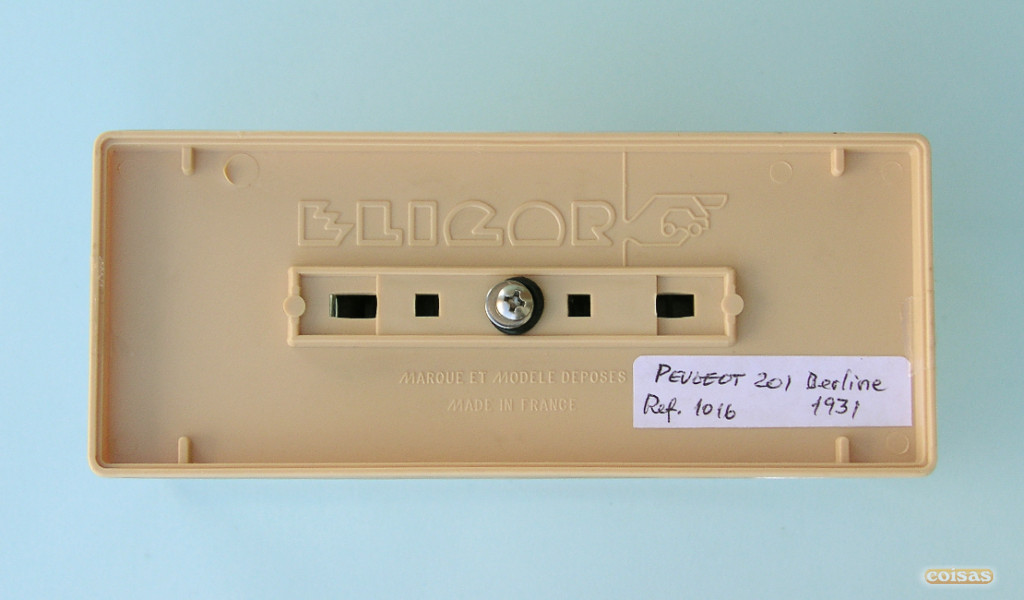 ELIGOR
MARQUE ET MODELE DEPOSES
MADE IN FRANCE
PEUGEOT 201 Berline
Ref. 1016 1931
coisas